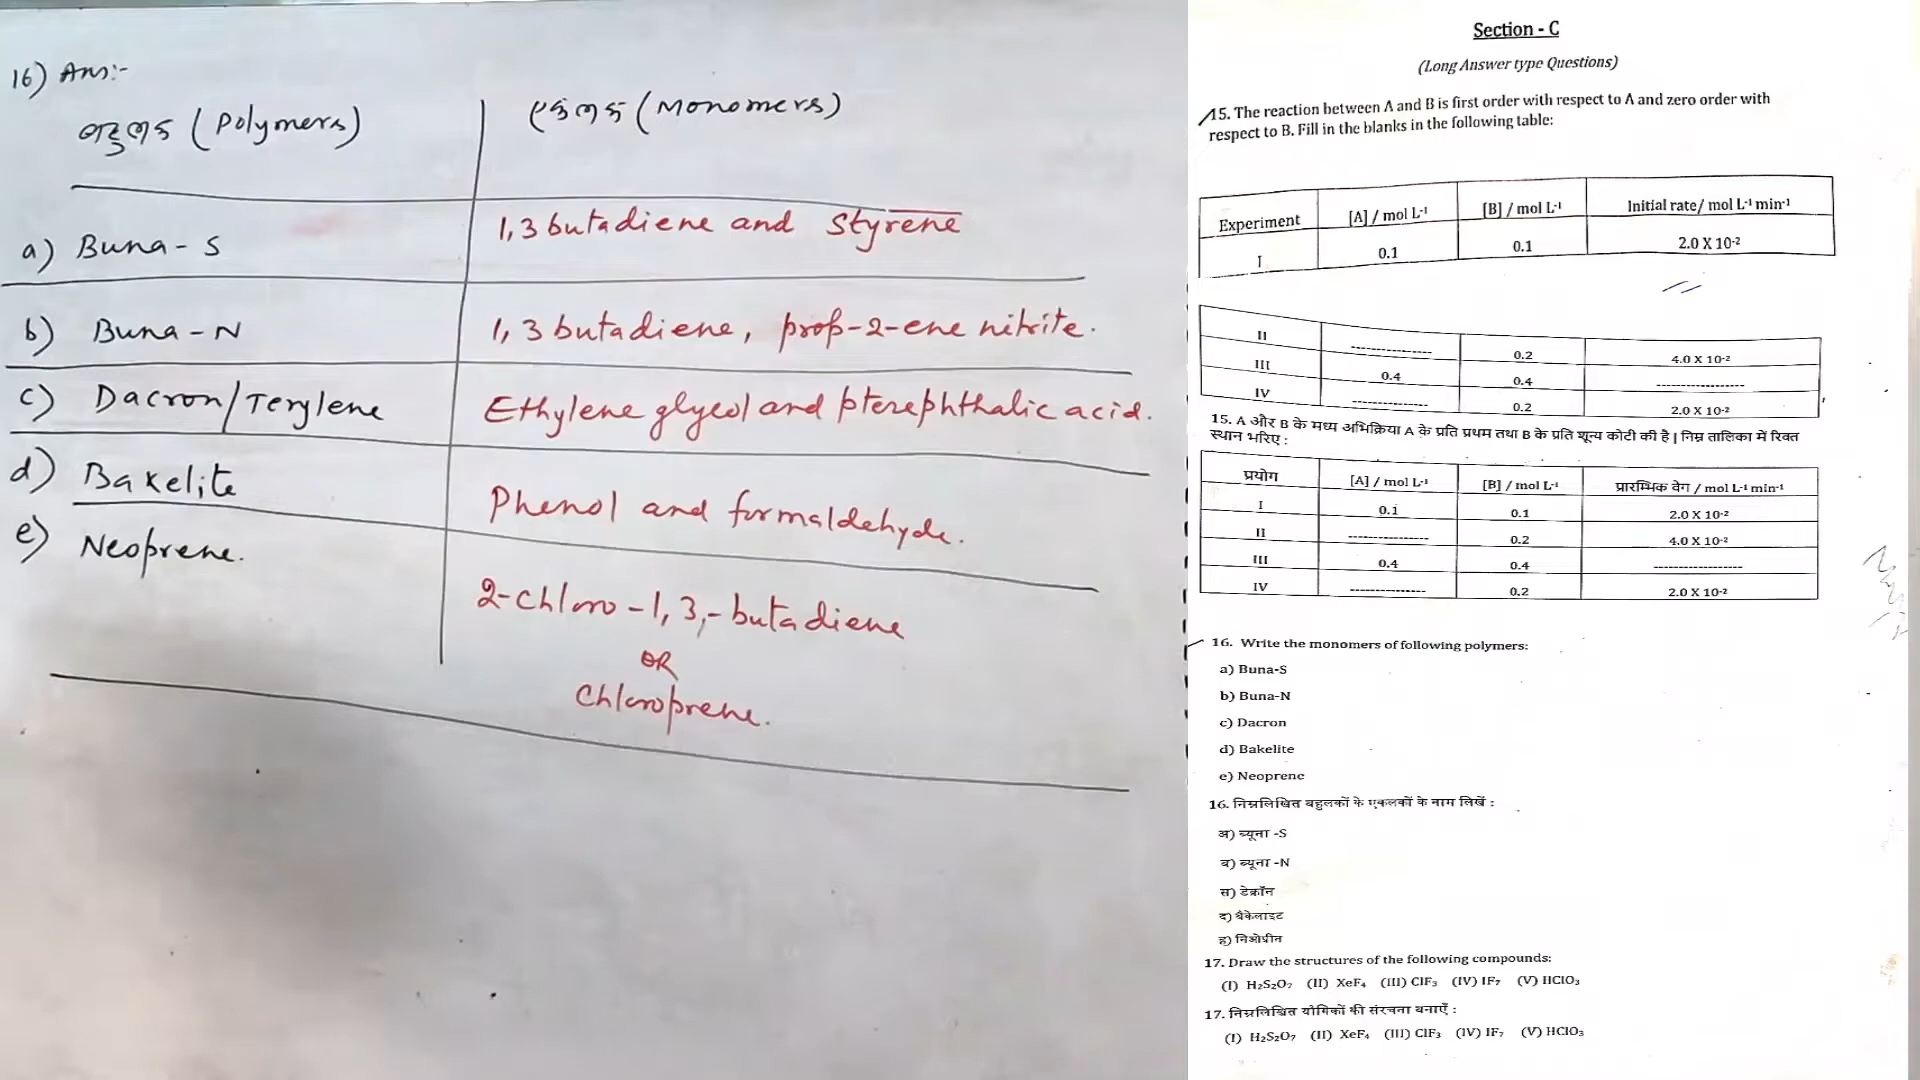 16) Ans:-
बहुलक (Polymers)
एकलक (Monomers)
a) Buna-S
1,3 butadiene and Styrene
b) Buna-N
1,3 butadiene, prop-2-ene nitrite.
c) Dacron/Terylene
Ethylene glycol and pterephthalic acid.
d) Bakelite
Phenol and formaldehyde.
e) Neoprene.
2-chloro-1,3,-butadiene
OR
Chloroprene.
Section - C
(Long Answer type Questions)
15. The reaction between A and B is first order with respect to A and zero order with
respect to B. Fill in the blanks in the following table:
Experiment [A] / mol L-1 [B] / mol L-1 Initial rate/ mol L-1 min-1
I 0.1 0.1 2.0 X 10-2
II ---------------- 0.2 4.0 X 10-2
III 0.4 0.4 ------------------
IV ---------------- 0.2 2.0 X 10-2
15. A और B के मध्य अभिक्रिया A के प्रति प्रथम तथा B के प्रति शून्य कोटी की है | निम्न तालिका में रिक्त
स्थान भरिए :
प्रयोग [A] / mol L-1 [B] / mol L-1 प्रारम्भिक वेग / mol L-1 min-1
I 0.1 0.1 2.0 X 10-2
II ---------------- 0.2 4.0 X 10-2
III 0.4 0.4 ------------------
IV ---------------- 0.2 2.0 X 10-2
16. Write the monomers of following polymers:
a) Buna-S
b) Buna-N
c) Dacron
d) Bakelite
e) Neoprene
16. निम्नलिखित बहुलकों के एकलकों के नाम लिखें :
अ) ब्यूना -S
ब) ब्यूना -N
स) डेक्रॉन
द) बैकेलाइट
ह) निओप्रीन
17. Draw the structures of the following compounds:
(I) H2S2O7 (II) XeF4 (III) ClF3 (IV) IF7 (V) HClO3
17. निम्नलिखित यौगिकों की संरचना बनाएँ :
(I) H2S2O7 (II) XeF4 (III) ClF3 (IV) IF7 (V) HClO3